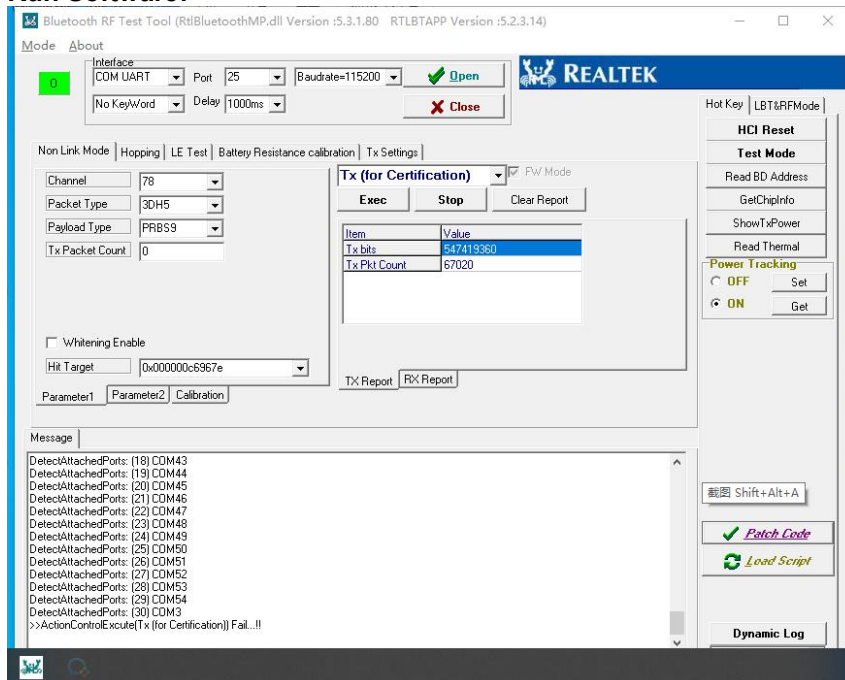 Bluetooth RF Test Tool (RtiBluetoothMP.dll Version :5.3.1.80 RTLBTAPP Version :5.2.3.14)
Mode About
Interface
0 COM UART Port 25 Baudrate=115200 Open
No KeyWord Delay 1000ms Close
REALTEK
Hot Key LBT&RFMode
HCI Reset
Test Mode
Read BD Address
GetChipInfo
ShowTxPower
Read Thermal
Power Tracking
OFF Set
ON Get
Non Link Mode Hopping LE Test Battery Resistance calibration Tx Settings
Channel 78
Packet Type 3DH5
Payload Type PRBS9
Tx Packet Count 0
Whitening Enable
Hit Target 0x000000c6967e
Parameter1 Parameter2 Calibration
Tx (for Certification) FW Mode
Exec Stop Clear Report
Item Value
Tx bits 547419360
Tx Pkt Count 67020
TX Report RX Report
Message
DetectAttachedPorts: (18) COM43
DetectAttachedPorts: (19) COM44
DetectAttachedPorts: (20) COM45
DetectAttachedPorts: (21) COM46
DetectAttachedPorts: (22) COM47
DetectAttachedPorts: (23) COM48
DetectAttachedPorts: (24) COM49
DetectAttachedPorts: (25) COM50
DetectAttachedPorts: (26) COM51
DetectAttachedPorts: (27) COM52
DetectAttachedPorts: (28) COM53
DetectAttachedPorts: (29) COM54
DetectAttachedPorts: (30) COM3
>>ActionControlExcute(Tx (for Certification)) Fail...!!
截图 Shift+Alt+A
Patch Code
Load Script
Dynamic Log